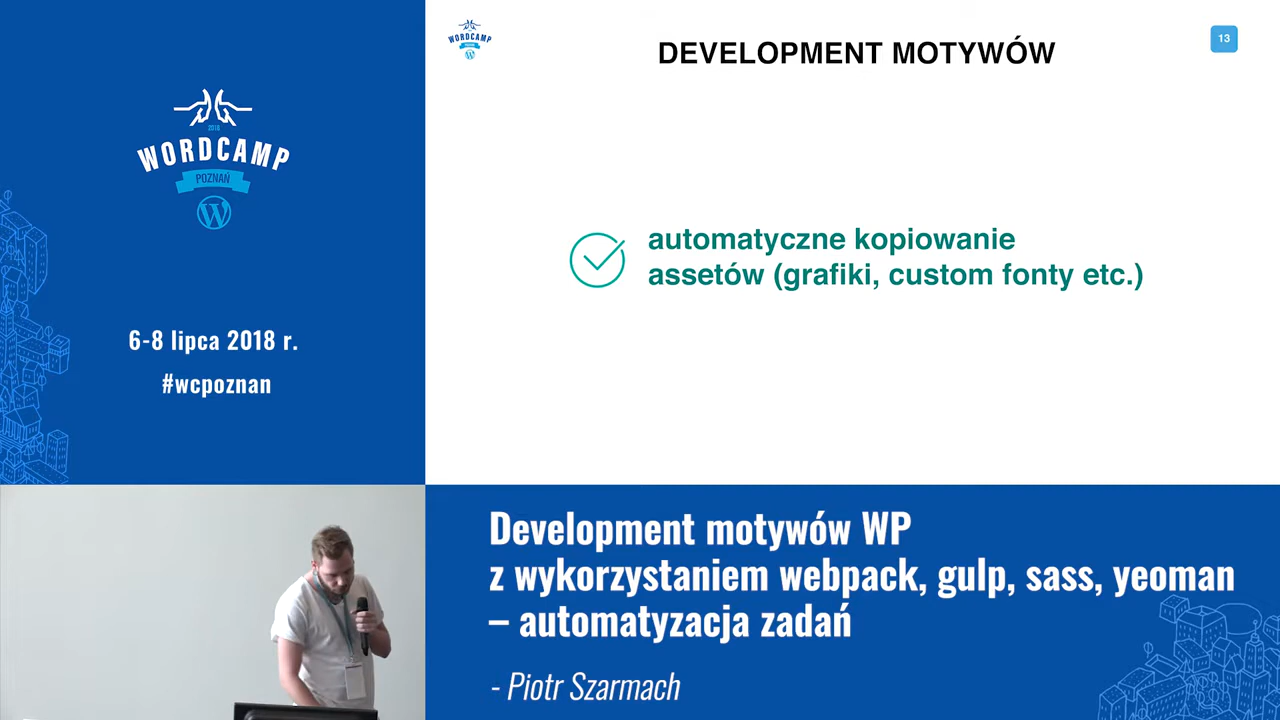 2018
WORDCAMP
POZNAŃ
6-8 lipca 2018 r.
#wcpoznan
WORDCAMP
13
DEVELOPMENT MOTYWÓW
automatyczne kopiowanie
assetów (grafiki, custom fonty etc.)
Development motywów WP
z wykorzystaniem webpack, gulp, sass, yeoman
– automatyzacja zadań
- Piotr Szarmach